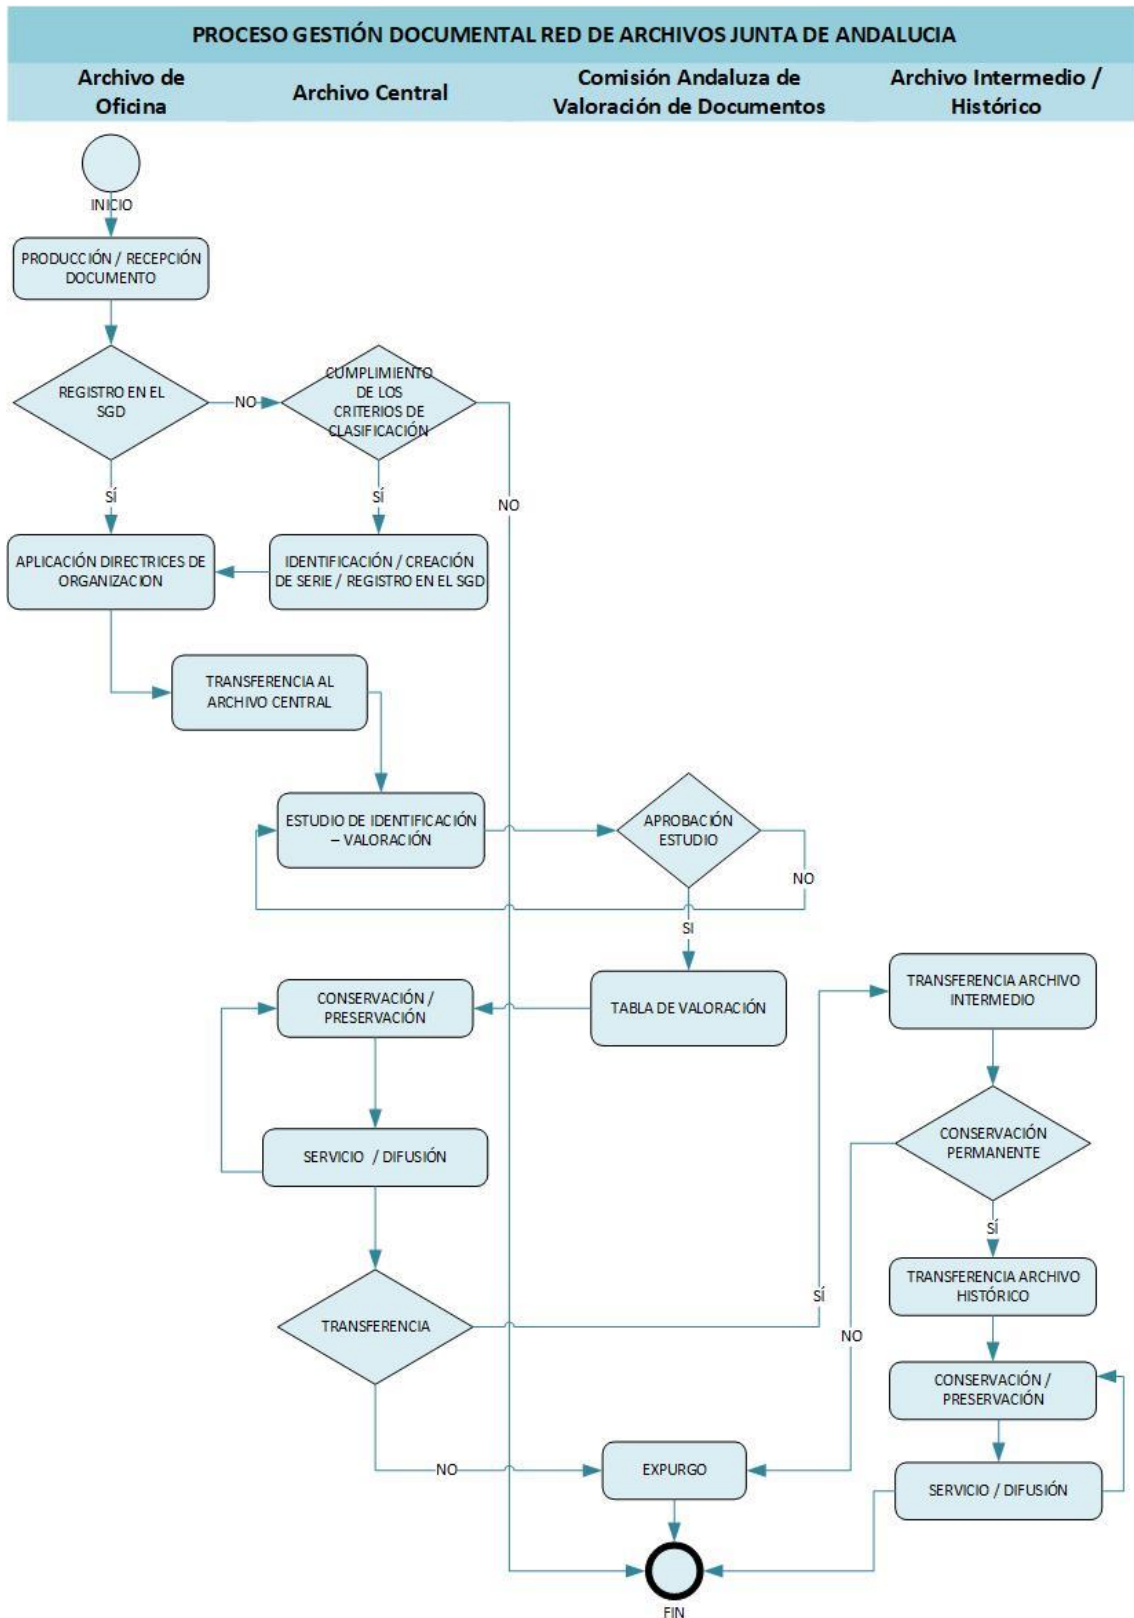 PROCESO GESTIÓN DOCUMENTAL RED DE ARCHIVOS JUNTA DE ANDALUCIA
Archivo de
Oficina
Archivo Central
Comisión Andaluza de
Valoración de Documentos
Archivo Intermedio /
Histórico
INICIO
PRODUCCIÓN / RECEPCIÓN
DOCUMENTO
REGISTRO EN EL
SGD
NO
CUMPLIMIENTO
DE LOS
CRITERIOS DE
CLASIFICACIÓN
SÍ
SÍ
NO
APLICACIÓN DIRECTRICES DE
ORGANIZACION
IDENTIFICACIÓN / CREACIÓN
DE SERIE / REGISTRO EN EL SGD
TRANSFERENCIA AL
ARCHIVO CENTRAL
ESTUDIO DE IDENTIFICACIÓN
– VALORACIÓN
APROBACIÓN
ESTUDIO
NO
SI
TABLA DE VALORACIÓN
CONSERVACIÓN /
PRESERVACIÓN
TRANSFERENCIA ARCHIVO
INTERMEDIO
SERVICIO / DIFUSIÓN
CONSERVACIÓN
PERMANENTE
SÍ
TRANSFERENCIA ARCHIVO
HISTÓRICO
TRANSFERENCIA
SÍ
NO
CONSERVACIÓN /
PRESERVACIÓN
NO
EXPURGO
SERVICIO / DIFUSIÓN
FIN